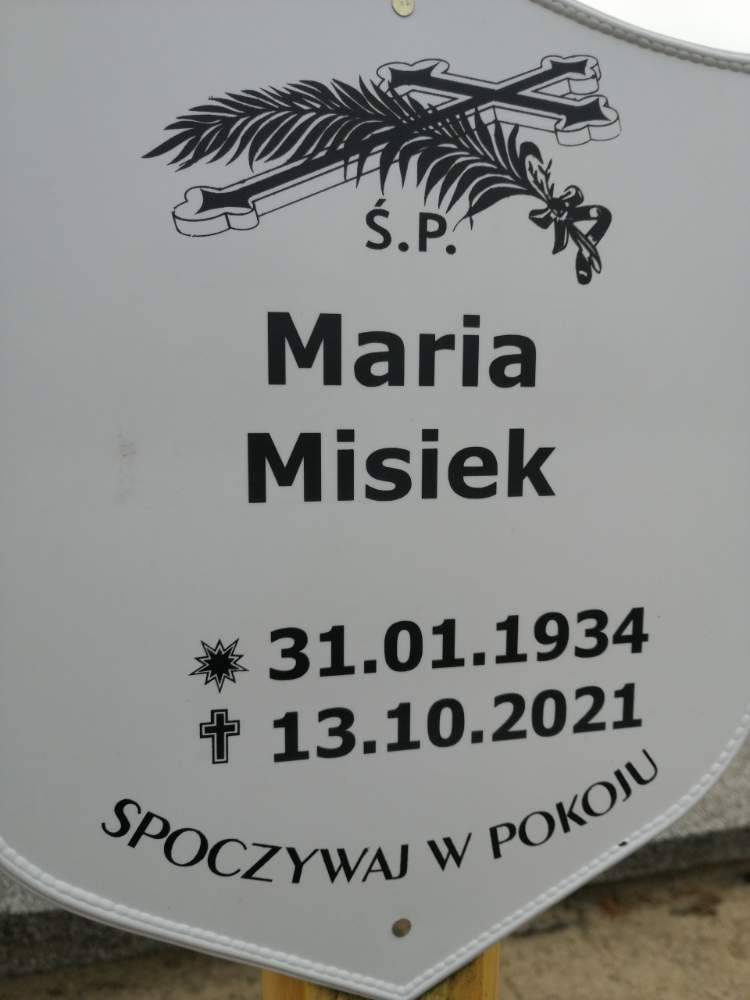 Ś.P.
Maria
Misiek
31.01.1934
13.10.2021
SPOCZYWAJ W POKOJU